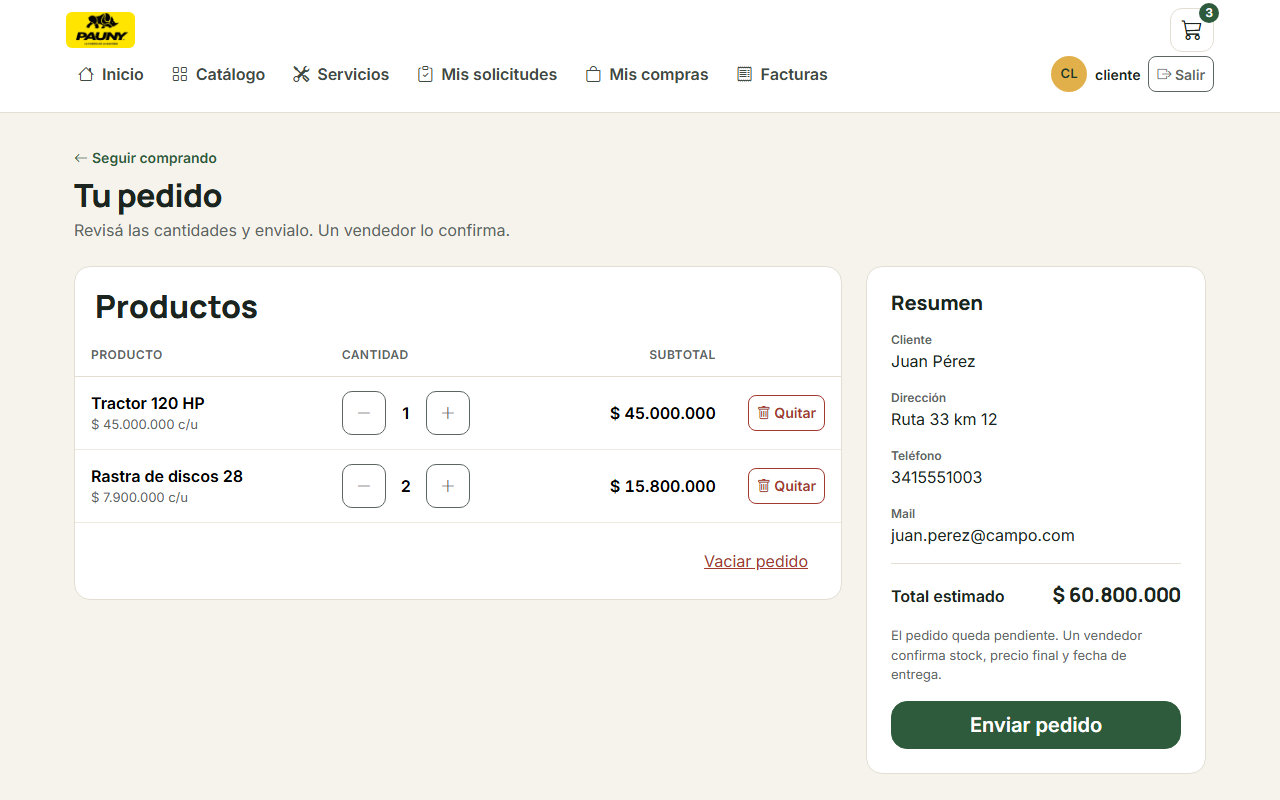 PAUNY
3
Inicio
Catálogo
Servicios
Mis solicitudes
Mis compras
Facturas
CL
cliente
Salir
← Seguir comprando
Tu pedido
Revisá las cantidades y envialo. Un vendedor lo confirma.
Productos
PRODUCTO CANTIDAD SUBTOTAL
Tractor 120 HP
$ 45.000.000 c/u
− 1 +
$ 45.000.000
Quitar
Rastra de discos 28
$ 7.900.000 c/u
− 2 +
$ 15.800.000
Quitar
Vaciar pedido
Resumen
Cliente
Juan Pérez
Dirección
Ruta 33 km 12
Teléfono
3415551003
Mail
juan.perez@campo.com
Total estimado $ 60.800.000
El pedido queda pendiente. Un vendedor
confirma stock, precio final y fecha de
entrega.
Enviar pedido